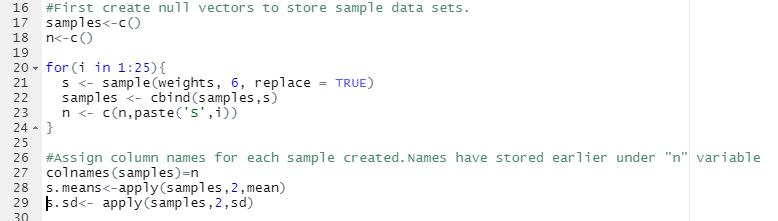 16 #First create null vectors to store sample data sets.
17 samples<-c()
18 n<-c()
19
20 for(i in 1:25){
21 s <- sample(weights, 6, replace = TRUE)
22 samples <- cbind(samples,s)
23 n <- c(n,paste('S',i))
24 }
25
26 #Assign column names for each sample created.Names have stored earlier under "n" variable
27 colnames(samples)=n
28 s.means<-apply(samples,2,mean)
29 s.sd<- apply(samples,2,sd)
30